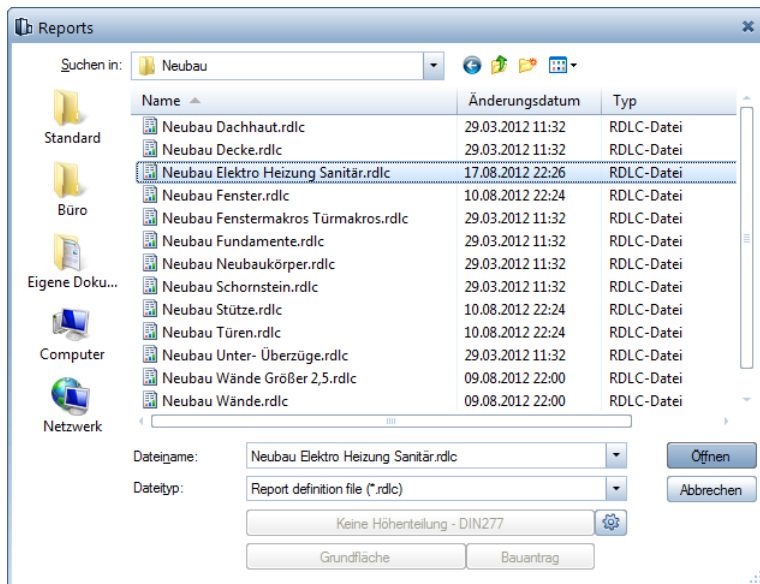 Reports
Suchen in: Neubau
Name Änderungsdatum Typ
Neubau Dachhaut.rdlc 29.03.2012 11:32 RDLC-Datei
Neubau Decke.rdlc 29.03.2012 11:32 RDLC-Datei
Neubau Elektro Heizung Sanitär.rdlc 17.08.2012 22:26 RDLC-Datei
Neubau Fenster.rdlc 10.08.2012 22:24 RDLC-Datei
Neubau Fenstermakros Türmakros.rdlc 29.03.2012 11:32 RDLC-Datei
Neubau Fundamente.rdlc 29.03.2012 11:32 RDLC-Datei
Neubau Neubaukörper.rdlc 29.03.2012 11:32 RDLC-Datei
Neubau Schornstein.rdlc 29.03.2012 11:32 RDLC-Datei
Neubau Stütze.rdlc 10.08.2012 22:24 RDLC-Datei
Neubau Türen.rdlc 10.08.2012 22:24 RDLC-Datei
Neubau Unter- Überzüge.rdlc 29.03.2012 11:32 RDLC-Datei
Neubau Wände Größer 2,5.rdlc 09.08.2012 22:00 RDLC-Datei
Neubau Wände.rdlc 09.08.2012 22:00 RDLC-Datei
Standard
Büro
Eigene Doku...
Computer
Netzwerk
Dateiname: Neubau Elektro Heizung Sanitär.rdlc Öffnen
Dateityp: Report definition file (*.rdlc) Abbrechen
Keine Höhenteilung - DIN277
Grundfläche Bauantrag